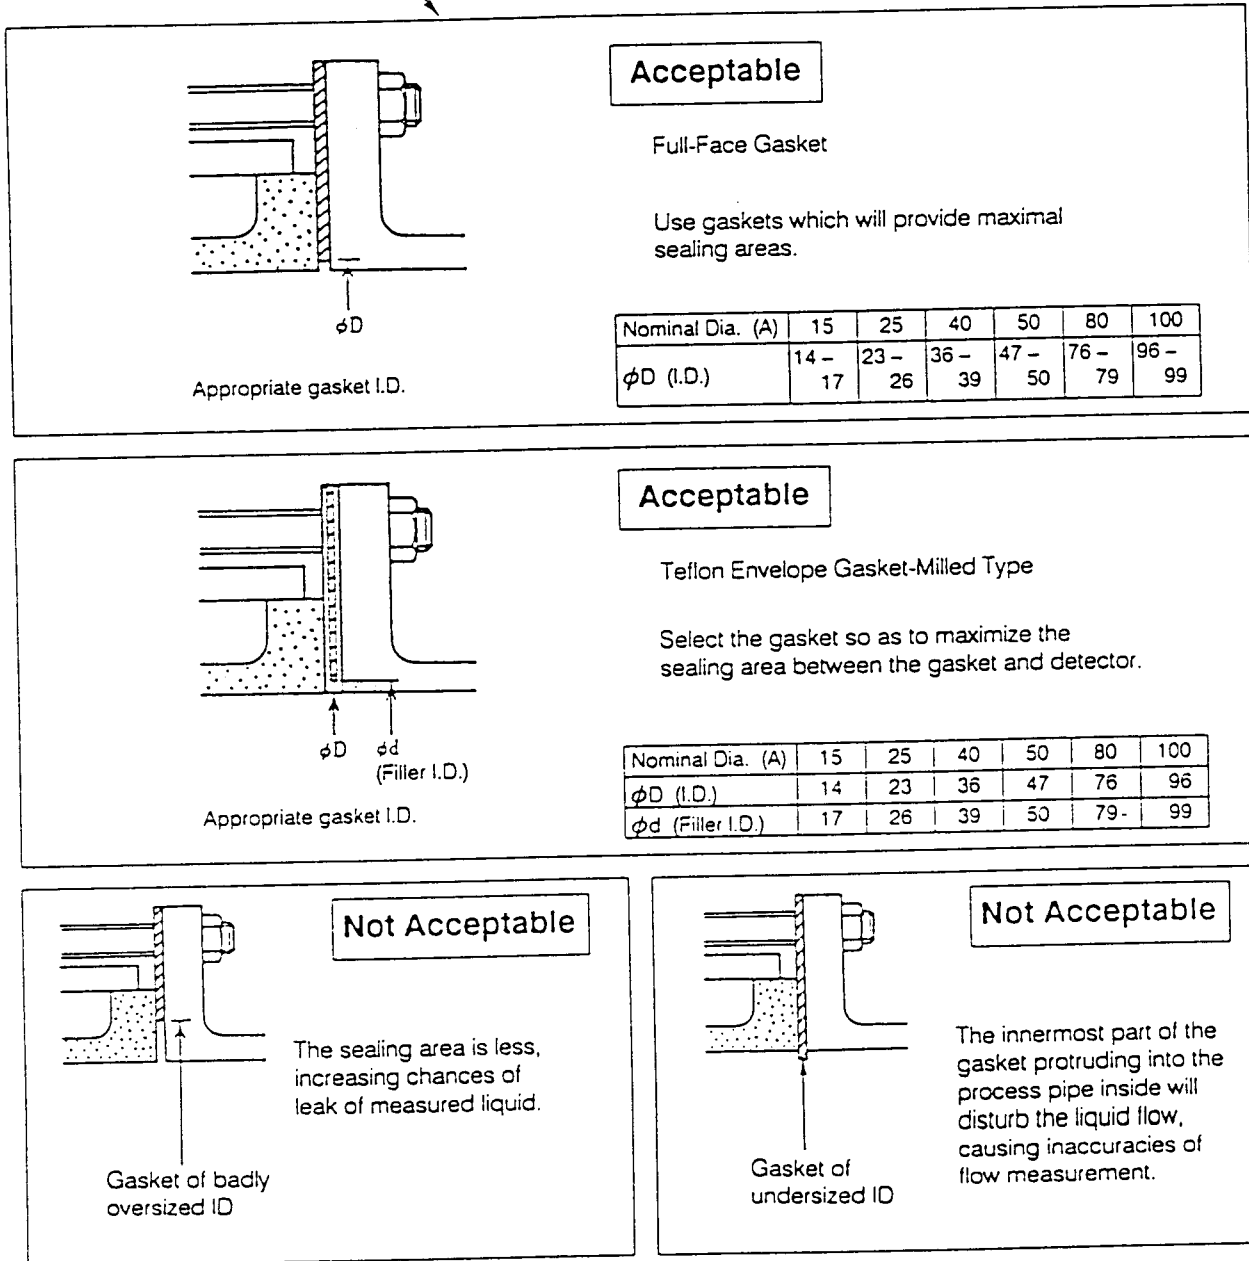 Acceptable
Full-Face Gasket
Use gaskets which will provide maximal
sealing areas.
φD
Appropriate gasket I.D.
Nominal Dia. (A) 15 25 40 50 80 100
φD (I.D.) 14 – 17 23 – 26 36 – 39 47 – 50 76 – 79 96 – 99
Acceptable
Teflon Envelope Gasket-Milled Type
Select the gasket so as to maximize the
sealing area between the gasket and detector.
φD φd
(Filler I.D.)
Appropriate gasket I.D.
Nominal Dia. (A) 15 25 40 50 80 100
φD (I.D.) 14 23 36 47 76 96
φd (Filler I.D.) 17 26 39 50 79- 99
Not Acceptable
The sealing area is less,
increasing chances of
leak of measured liquid.
Gasket of badly
oversized ID
Not Acceptable
The innermost part of the
gasket protruding into the
process pipe inside will
disturb the liquid flow,
causing inaccuracies of
flow measurement.
Gasket of
undersized ID